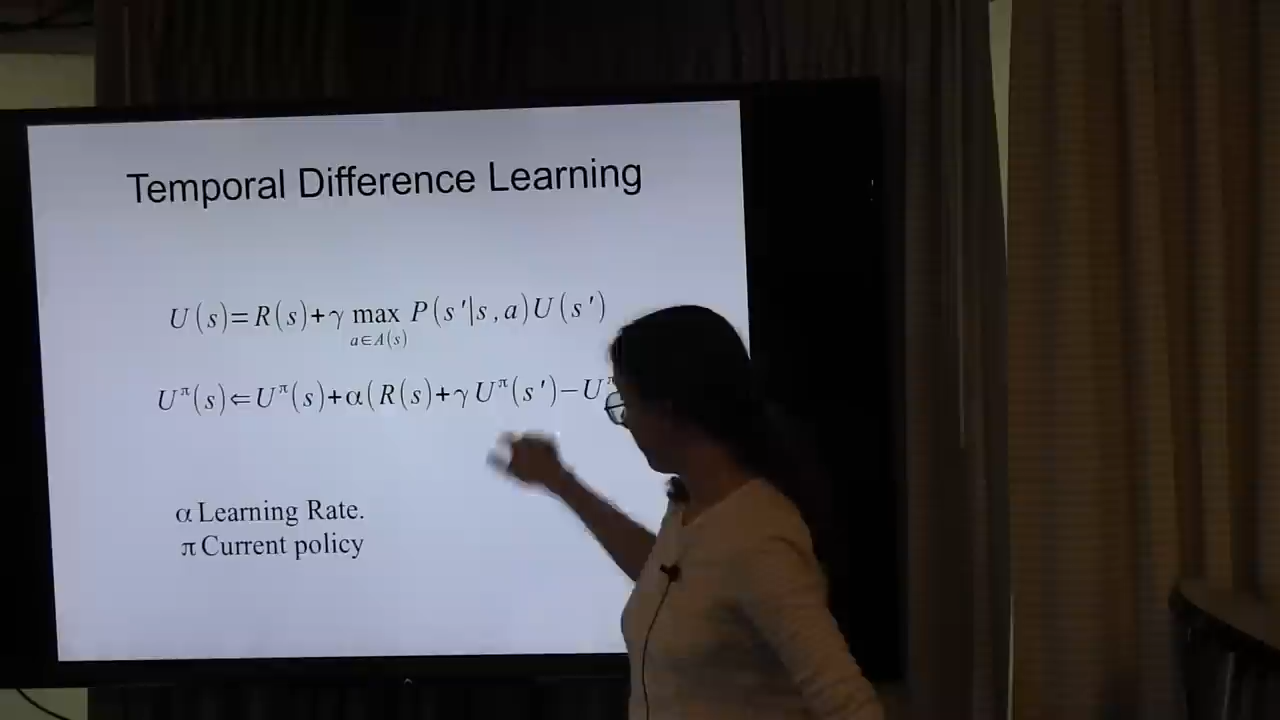 Temporal Difference Learning
U(s)=R(s)+γ max P(s'|s,a)U(s')
a∈A(s)
U^π(s)⇐U^π(s)+α(R(s)+γU^π(s')−U^π
α Learning Rate.
π Current policy